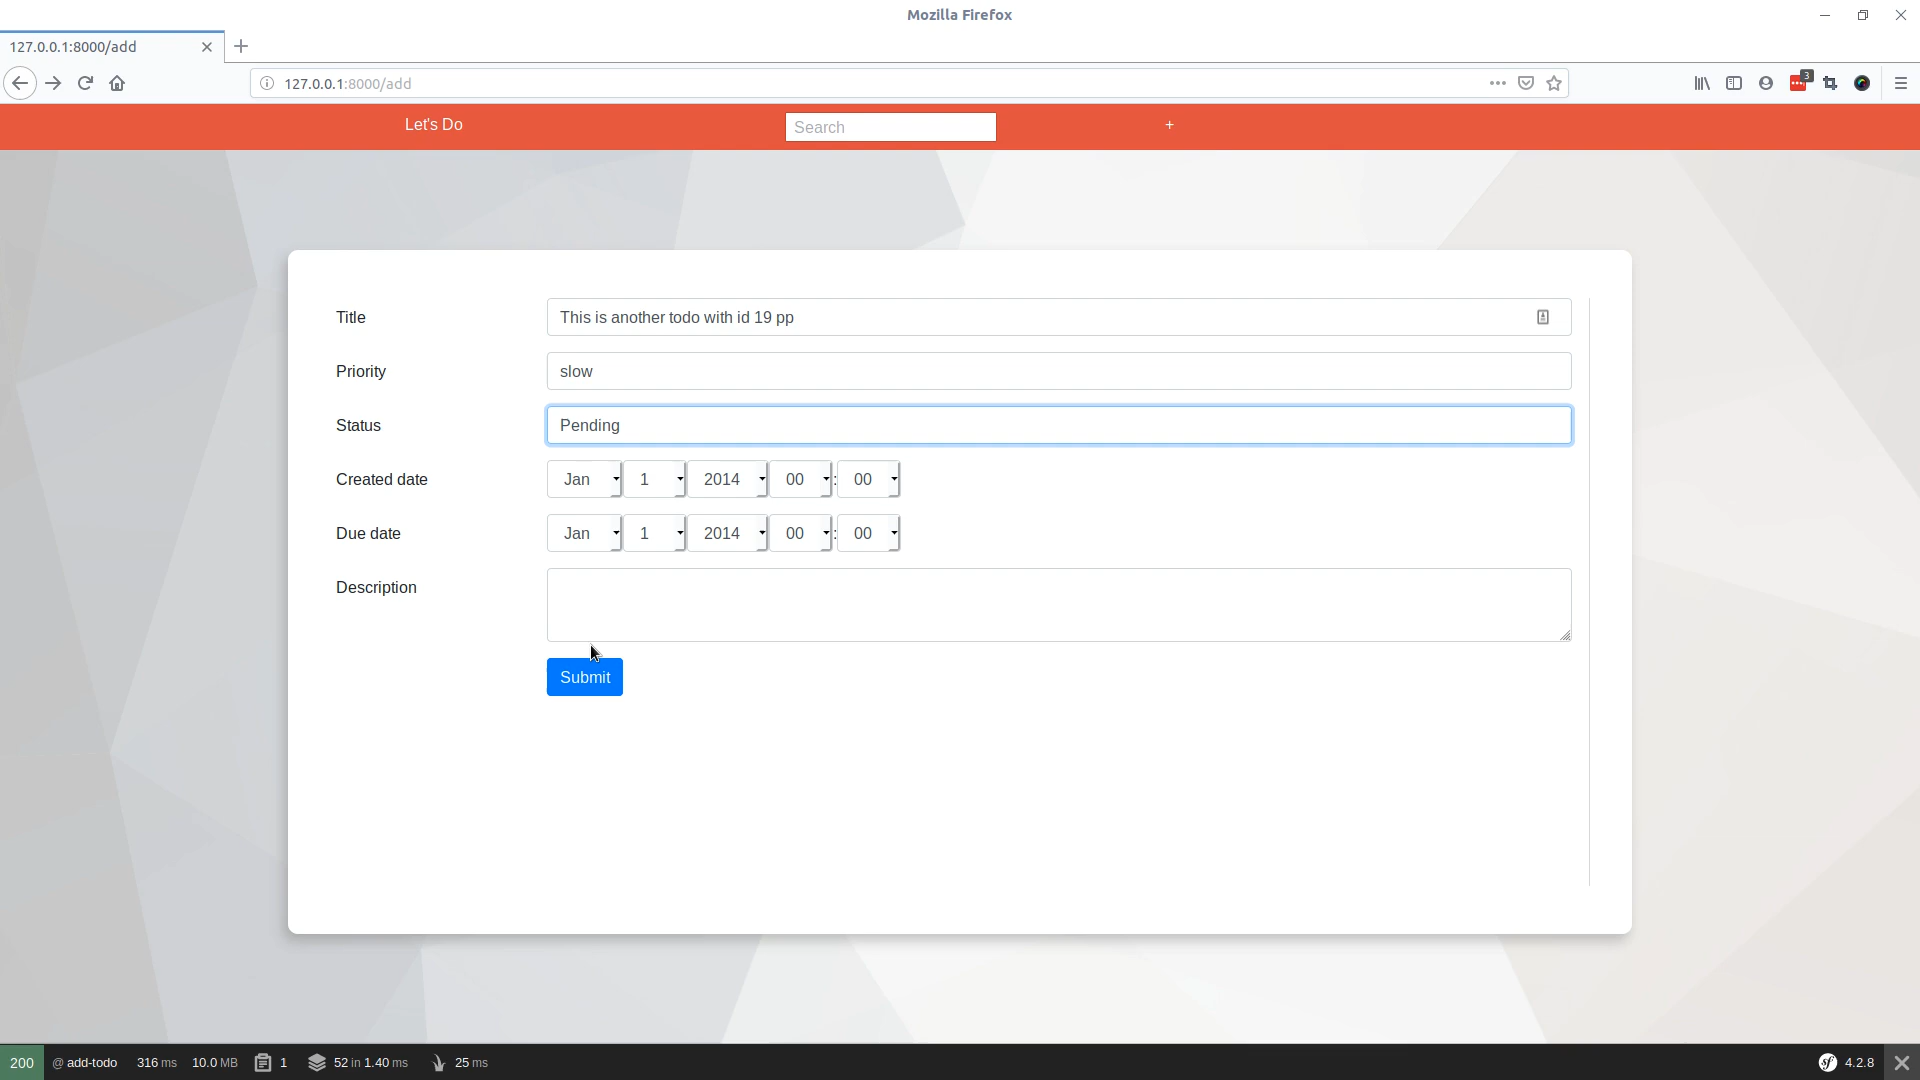 Mozilla Firefox
127.0.0.1:8000/add
127.0.0.1:8000/add
3
Let's Do
Search
+
Title
This is another todo with id 19 pp
Priority
slow
Status
Pending
Created date
Jan 1 2014 00 : 00
Due date
Jan 1 2014 00 : 00
Description
Submit
200 @ add-todo 316 ms 10.0 MB 1 52 in 1.40 ms 25 ms sf 4.2.8